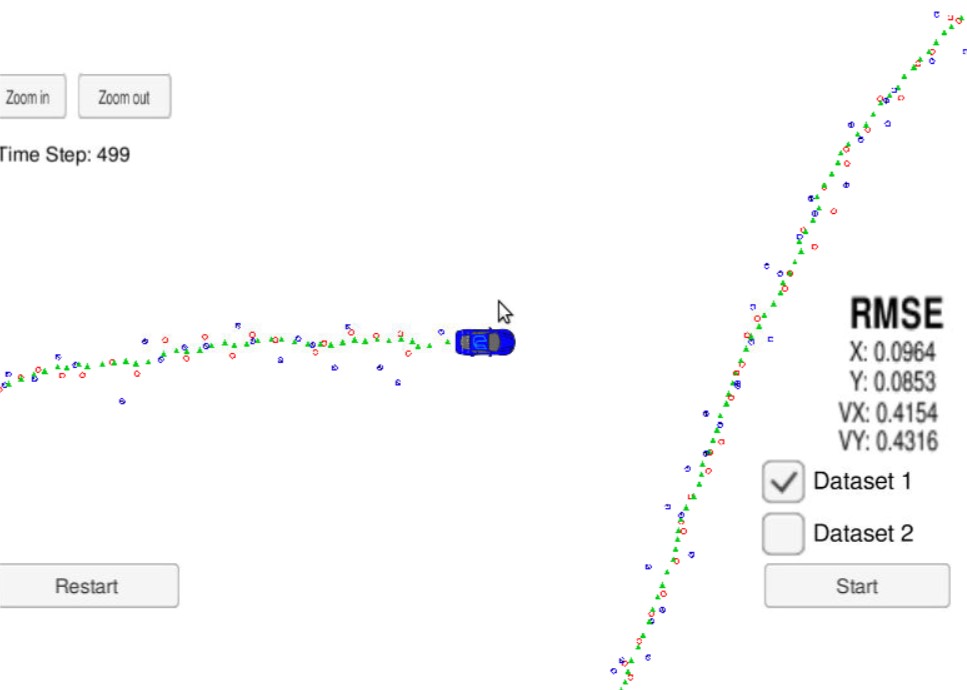 Zoom in
Zoom out
Time Step: 499
RMSE
X: 0.0964
Y: 0.0853
VX: 0.4154
VY: 0.4316
Dataset 1
Dataset 2
Restart
Start